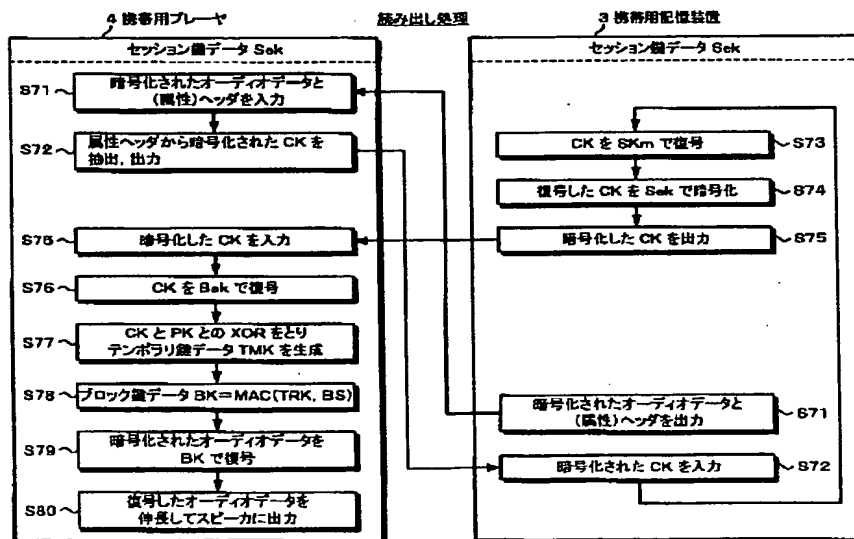 4 携帯用プレーヤ
読み出し処理
3 携帯用記憶装置
セッション鍵データ Sek
S71
暗号化されたオーディオデータと
(属性)ヘッダを入力
S72
属性ヘッダから暗号化された CK を
抽出, 出力
S75
暗号化した CK を入力
S76
CK を Sek で復号
S77
CK と PK との XOR をとり
テンポラリ鍵データ TMK を生成
S78
ブロック鍵データ BK=MAC(TRK, BS)
S79
暗号化されたオーディオデータを
BK で復号
S80
復号したオーディオデータを
伸長してスピーカに出力
セッション鍵データ Sek
CK を SKm で復号
S73
復号した CK を Sek で暗号化
S74
暗号化した CK を出力
S75
暗号化されたオーディオデータと
(属性)ヘッダを出力
S71
暗号化された CK を入力
S72